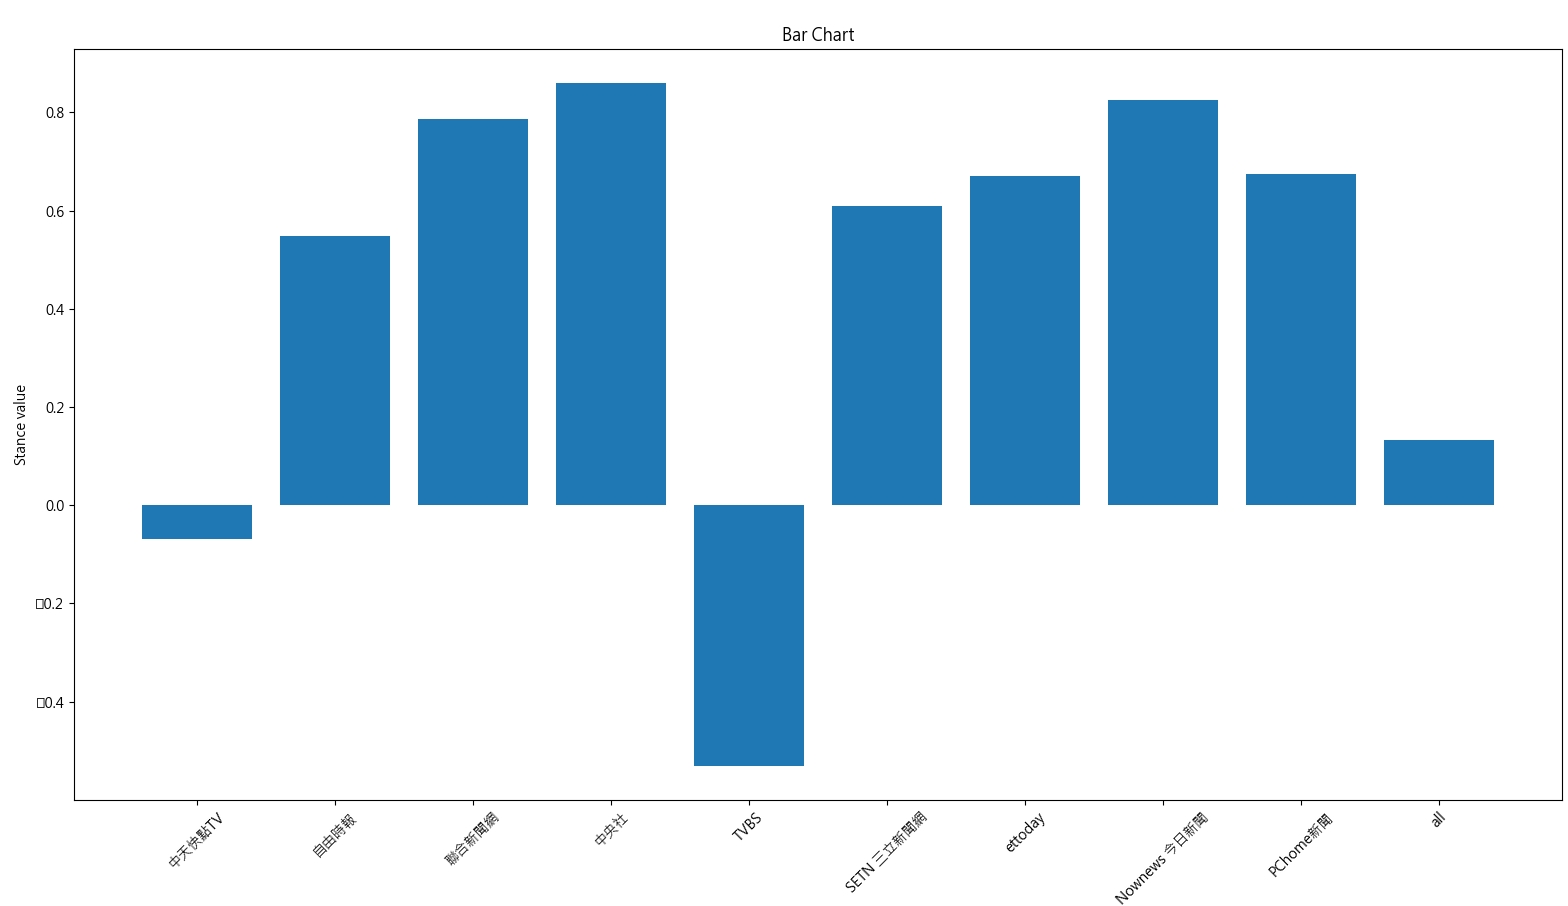 Bar Chart
Stance value
0.8
0.6
0.4
0.2
0.0
□0.2
□0.4
中天快點TV
自由時報
聯合新聞網
中央社
TVBS
SETN 三立新聞網
ettoday
Nownews 今日新聞
PChome新聞
all